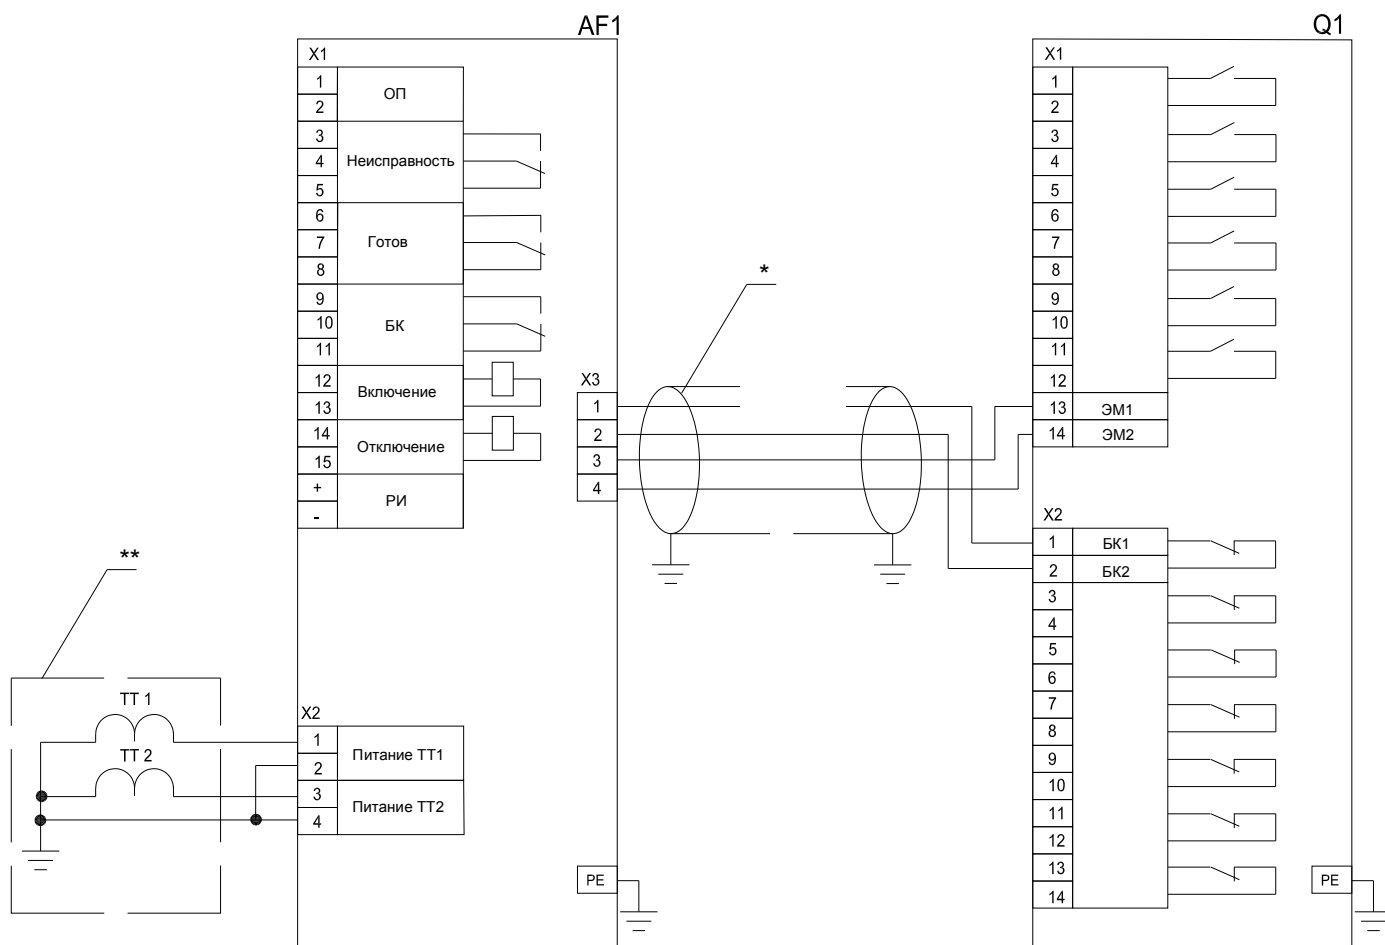 AF1
X1
1
2
ОП
3
4
5
Неисправность
6
7
8
Готов
9
10
11
БК
12
13
Включение
14
15
Отключение
+
-
РИ
X3
1
2
3
4
*
**
ТТ 1
ТТ 2
X2
1
2
Питание ТТ1
3
4
Питание ТТ2
PE
Q1
X1
1
2
3
4
5
6
7
8
9
10
11
12
13 ЭМ1
14 ЭМ2
X2
1 БК1
2 БК2
3
4
5
6
7
8
9
10
11
12
13
14
PE